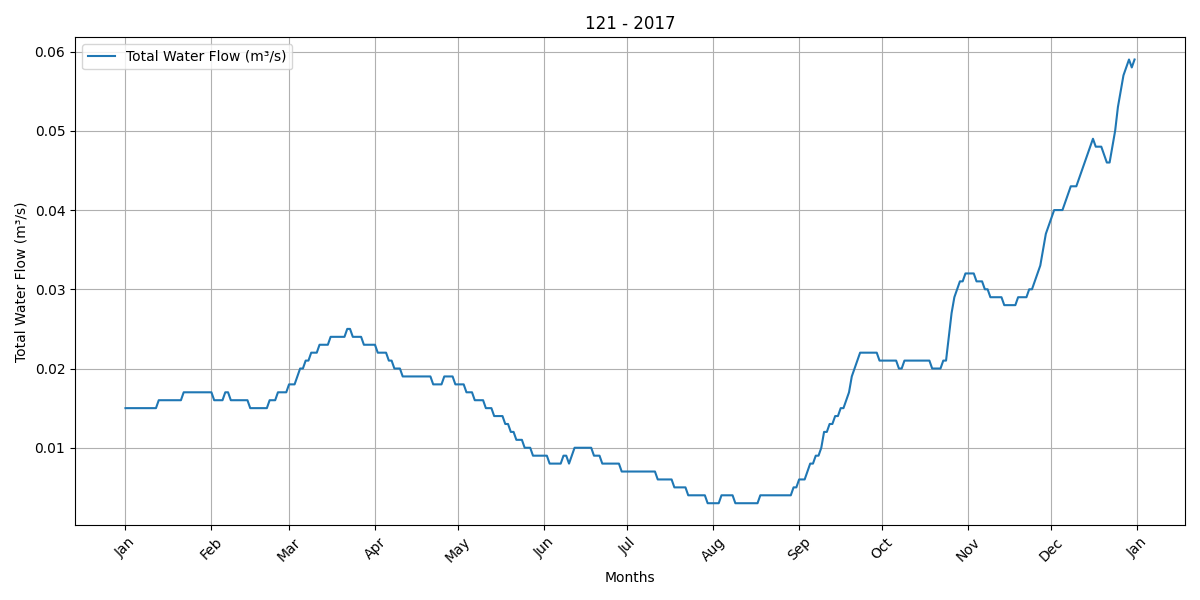 121 - 2017
Total Water Flow (m³/s)
Total Water Flow (m³/s)
0.06
0.05
0.04
0.03
0.02
0.01
Jan Feb Mar Apr May Jun Jul Aug Sep Oct Nov Dec Jan
Months